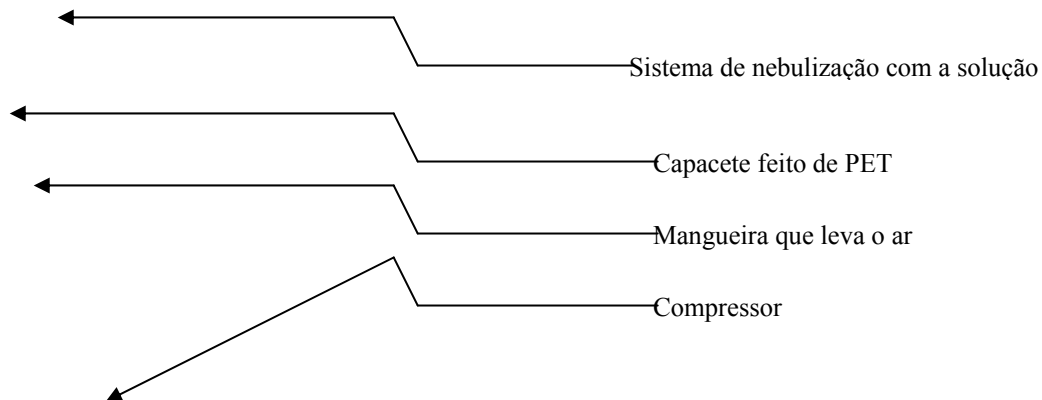 Sistema de nebulização com a solução
Capacete feito de PET
Mangueira que leva o ar
Compressor